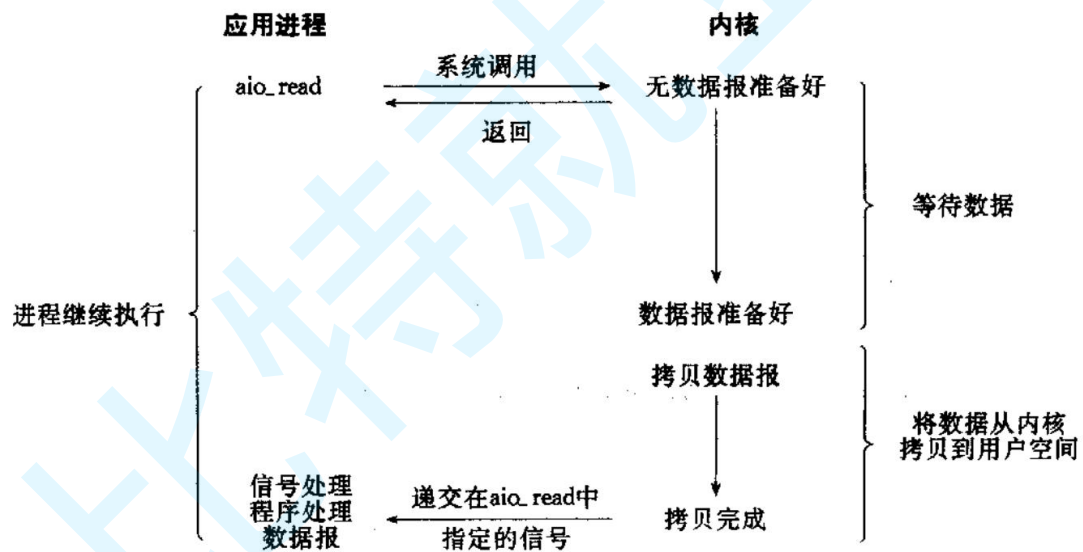 应用进程
内核
aio_read
系统调用
无数据报准备好
返回
等待数据
进程继续执行
数据报准备好
拷贝数据报
将数据从内核
拷贝到用户空间
信号处理
程序处理
数据报
递交在aio_read中
指定的信号
拷贝完成
比特就业